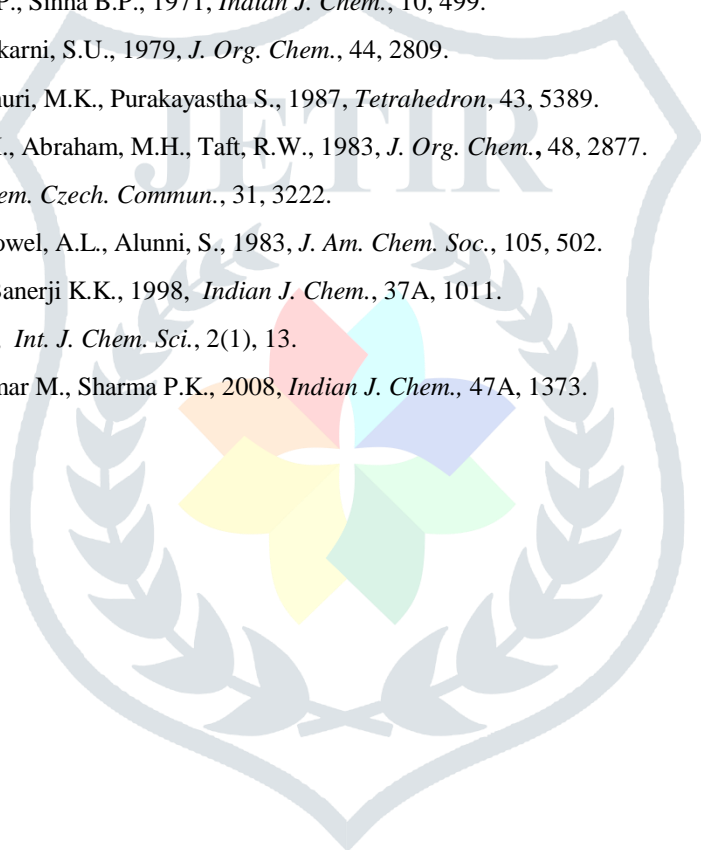 P., Sinha B.P., 1971, Indian J. Chem., 10, 499.
karni, S.U., 1979, J. Org. Chem., 44, 2809.
huri, M.K., Purakayastha S., 1987, Tetrahedron, 43, 5389.
I., Abraham, M.H., Taft, R.W., 1983, J. Org. Chem., 48, 2877.
em. Czech. Commun., 31, 3222.
owel, A.L., Alunni, S., 1983, J. Am. Chem. Soc., 105, 502.
Banerji K.K., 1998, Indian J. Chem., 37A, 1011.
, Int. J. Chem. Sci., 2(1), 13.
mar M., Sharma P.K., 2008, Indian J. Chem., 47A, 1373.
JETIR